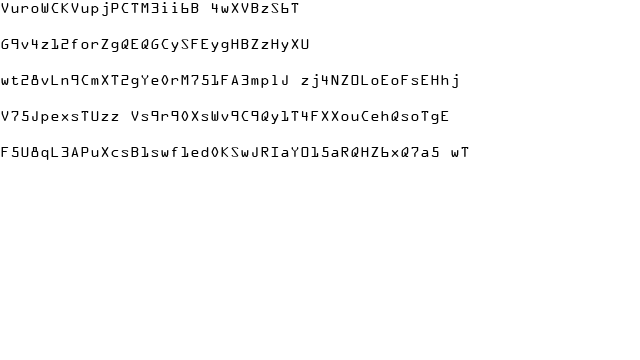 VuroWCKVupjPCTM3ii6B 4wXVBzS6T
G9v4z12forZgQEQGCySFEygHBZzHyXU
wt28vLn9CmXT2gYe0rM751FA3mplJ zj4NZOLoEoFsEHhj
V75JpexsTUzz Vs9r90XsWv9C9Qy1T4FXXouCehQsoTgE
F5U8qL3APuXcsB1swf1ed0KSwJRIaYO15aRQHZ6xQ7a5 wT